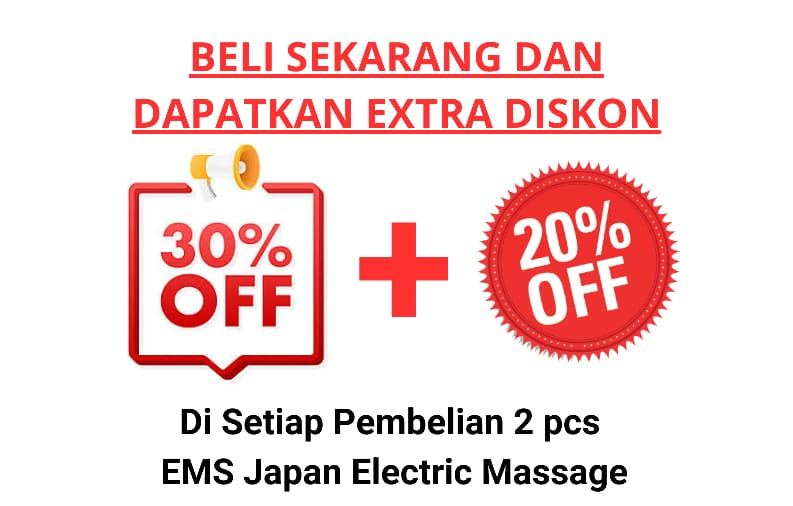 BELI SEKARANG DAN
DAPATKAN EXTRA DISKON
30%
OFF
+
20%
OFF
Di Setiap Pembelian 2 pcs
EMS Japan Electric Massage